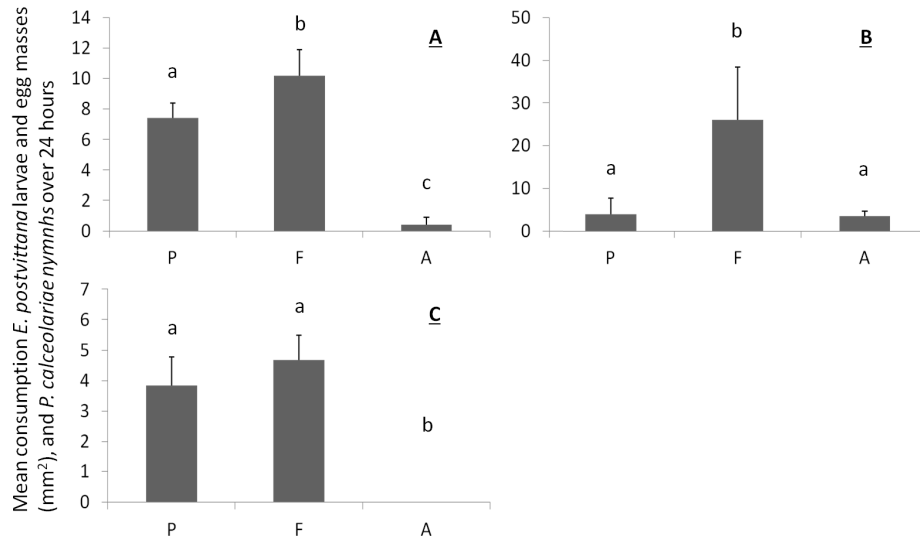 Mean consumption E. postvittana larvae and egg masses
(mm²), and P. calceolariae nymnhs over 24 hours
14
12
10
8
6
4
2
0
a
b
c
A
P
F
A
50
40
30
20
10
0
a
b
a
B
P
F
A
7
6
5
4
3
2
1
0
a
a
b
C
P
F
A